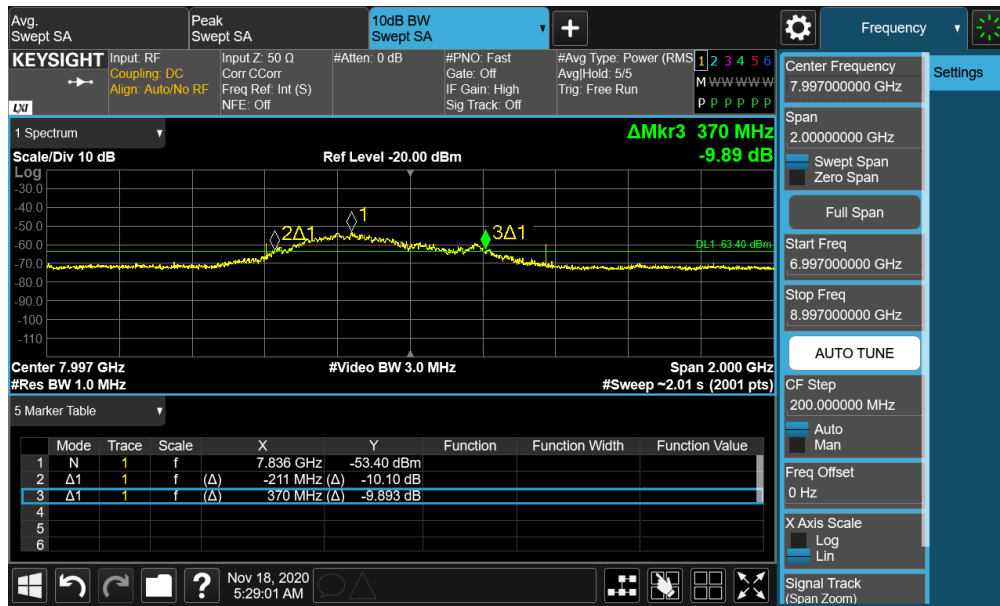 Avg.
Swept SA
Peak
Swept SA
10dB BW
Swept SA
Frequency
KEYSIGHT
LXI
Input: RF
Coupling: DC
Align: Auto/No RF
Input Z: 50 Ω
Corr CCorr
Freq Ref: Int (S)
NFE: Off
#Atten: 0 dB
#PNO: Fast
Gate: Off
IF Gain: High
Sig Track: Off
#Avg Type: Power (RMS
Avg|Hold: 5/5
Trig: Free Run
1 2 3 4 5 6
M W W W W W
P P P P P P
1 Spectrum
Scale/Div 10 dB
Ref Level -20.00 dBm
ΔMkr3 370 MHz
-9.89 dB
Log
-30.0
-40.0
-50.0
-60.0
-70.0
-80.0
-90.0
-100
-110
1
2Δ1
3Δ1
DL1 -63.40 dBm
Center 7.997 GHz
#Video BW 3.0 MHz
Span 2.000 GHz
#Res BW 1.0 MHz
#Sweep ~2.01 s (2001 pts)
5 Marker Table
Mode Trace Scale X Y Function Function Width Function Value
1 N 1 f 7.836 GHz -53.40 dBm
2 Δ1 1 f (Δ) -211 MHz (Δ) -10.10 dB
3 Δ1 1 f (Δ) 370 MHz (Δ) -9.893 dB
4
5
6
?
Nov 18, 2020
5:29:01 AM
Center Frequency
7.997000000 GHz
Span
2.00000000 GHz
Swept Span
Zero Span
Full Span
Start Freq
6.997000000 GHz
Stop Freq
8.997000000 GHz
AUTO TUNE
CF Step
200.000000 MHz
Auto
Man
Freq Offset
0 Hz
X Axis Scale
Log
Lin
Signal Track
(Span Zoom)
Settings